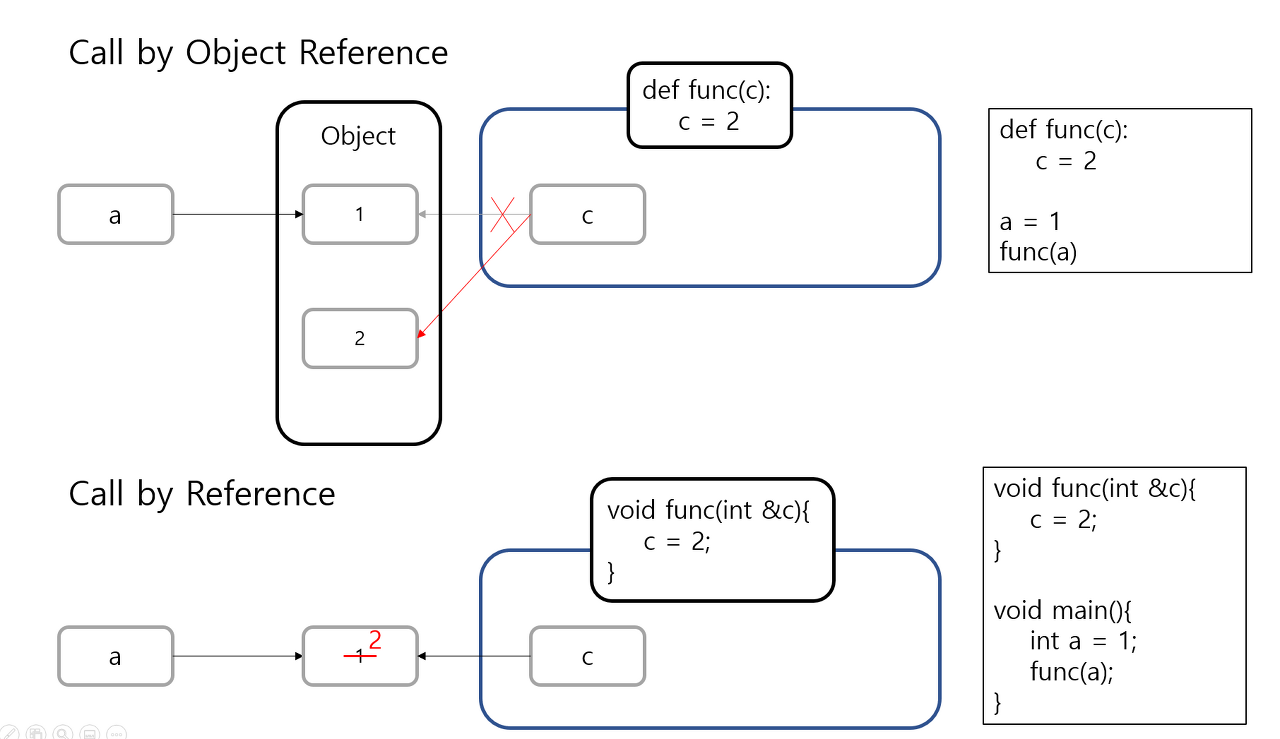 Call by Object Reference
def func(c):
c = 2
Object
a
1
c
2
def func(c):
c = 2
a = 1
func(a)
Call by Reference
void func(int &c){
c = 2;
}
a
1
2
c
void func(int &c){
c = 2;
}
void main(){
int a = 1;
func(a);
}